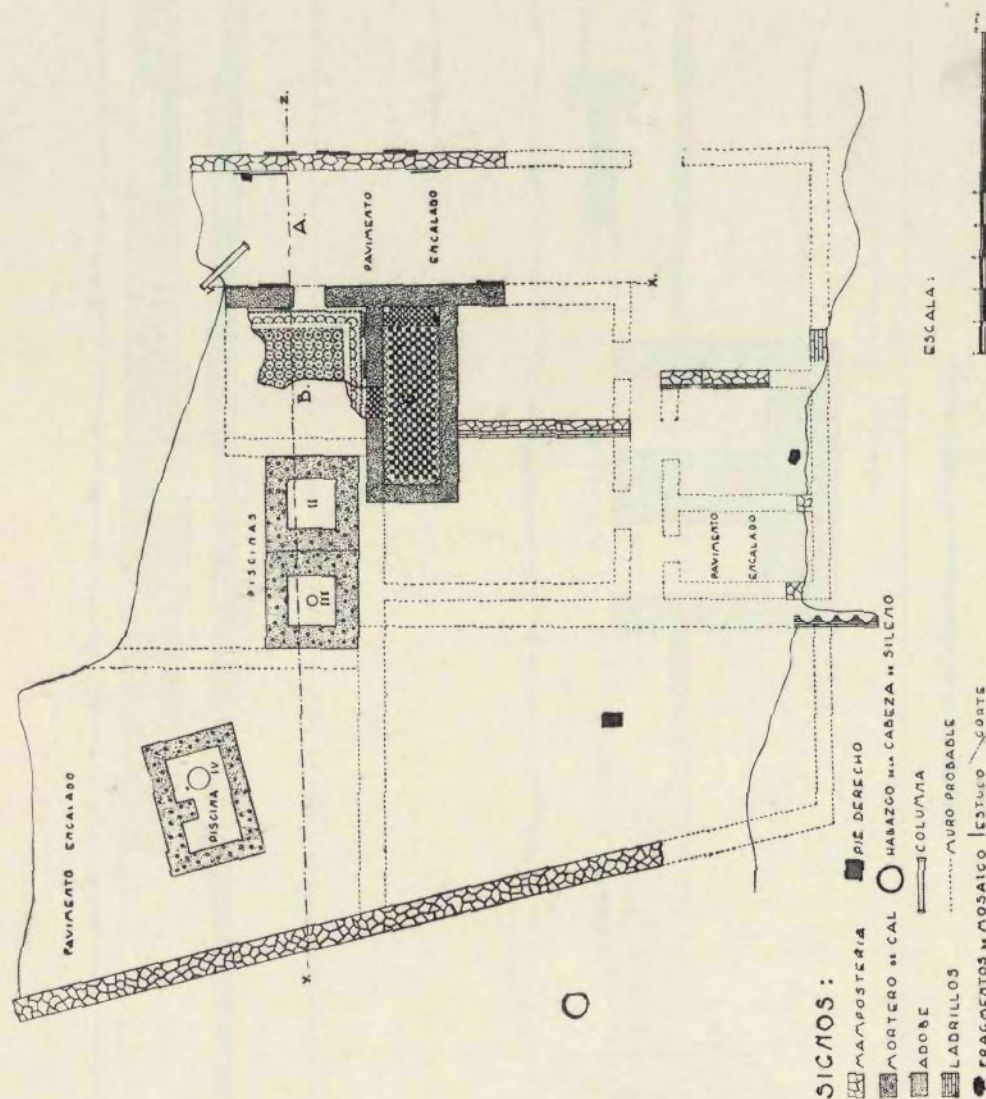 PAVIMENTO ENCALADO
PISCINA IV
PISCINAS
III
II
B.
A.
Z.
PAVIMENTO
ENCALADO
X.
Y.
PAVIMENTO
ENCALADO
ESCALA:
SIGNOS:
MAMPOSTERIA
MORTERO DE CAL
ADOBE
LADRILLOS
FRAGMENTOS DE MOSAICO
PIE DERECHO
HABAZGO DE LA CABEZA DE SILENO
COLUMNA
MURO PROBABLE
ESTUCO
CORTE